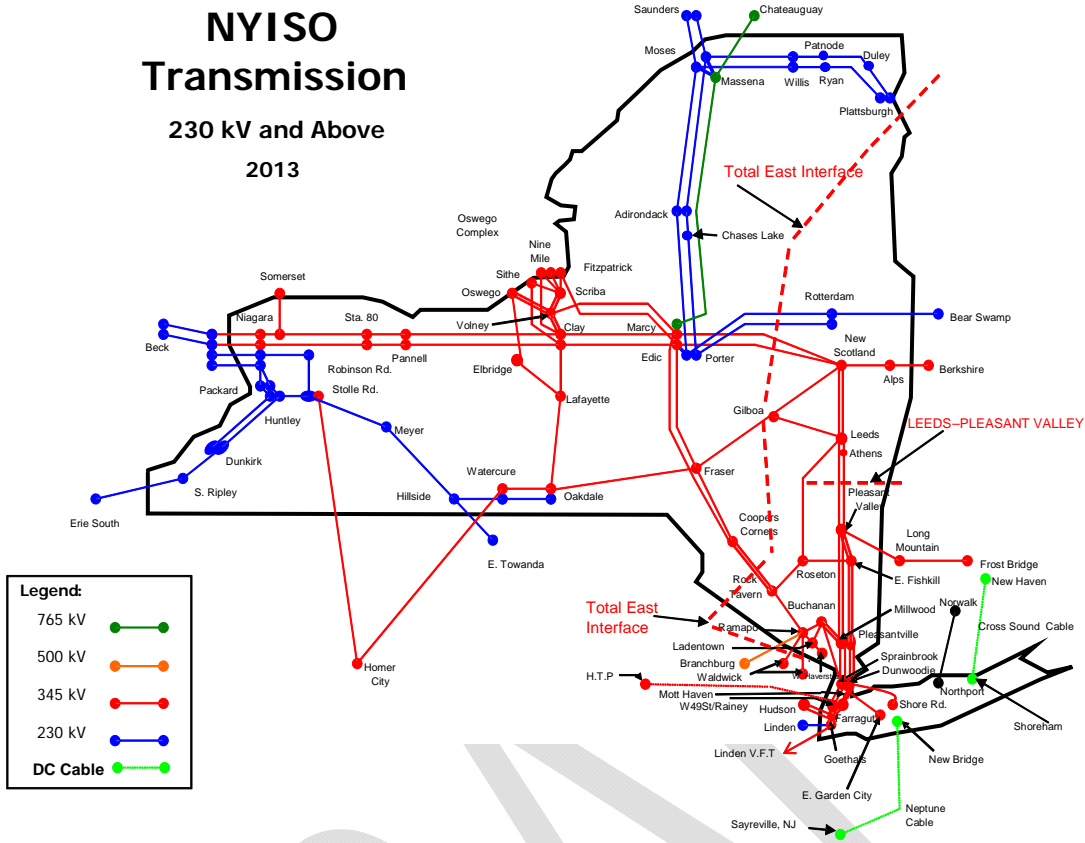 NYISO
Transmission
230 kV and Above
2013
Saunders
Chateauguay
Moses
Patnode
Duley
Massena
Willis
Ryan
Plattsburgh
Total East Interface
Adirondack
Chases Lake
Oswego
Complex
Nine
Mile
Sithe
Fitzpatrick
Somerset
Oswego
Scriba
Rotterdam
Bear Swamp
Niagara
Sta. 80
Volney
Clay
Marcy
New
Scotland
Beck
Pannell
Edic
Porter
Robinson Rd.
Elbridge
Alps
Berkshire
Packard
Stolle Rd.
Huntley
Lafayette
Gilboa
LEEDS–PLEASANT VALLEY
Meyer
Leeds
Athens
Dunkirk
Watercure
Fraser
S. Ripley
Hillside
Oakdale
Pleasant
Valley
Erie South
Coopers
Corners
Long
Mountain
E. Towanda
Frost Bridge
Rock
Tavern
Roseton
E. Fishkill
New Haven
Legend:
765 kV
500 kV
345 kV
230 kV
DC Cable
Total East
Interface
Buchanan
Millwood
Norwalk
Ramapo
Pleasantville
Cross Sound Cable
Ladentown
Branchburg
Sprainbrook
Homer
City
Waldwick
Dunwoodie
H.T.P
Mott Haven
Northport
W49St/Rainey
Shore Rd.
Hudson
Farragut
Linden
Shoreham
Linden V.F.T
Goethals
New Bridge
E. Garden City
Neptune
Cable
Sayreville, NJ